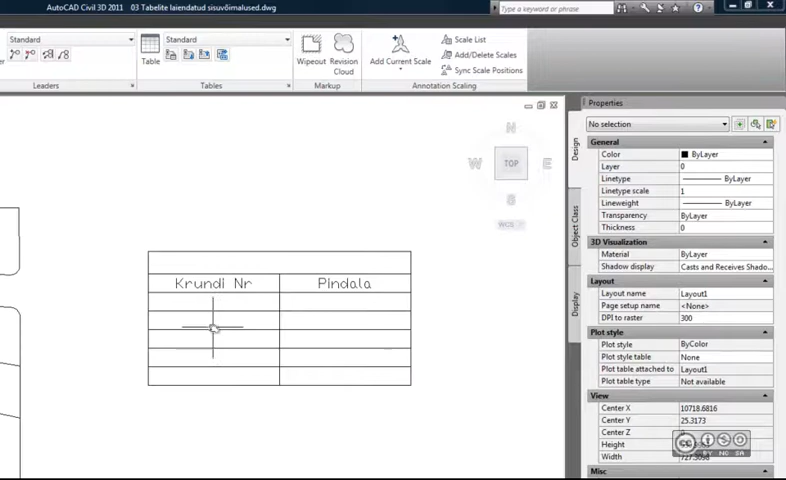 AutoCAD Civil 3D 2011 03 Tabelite laiendatud sisuvõimalused.dwg
Type a keyword or phrase
Standard
Standard
Table
Wipeout
Revision Cloud
Add Current Scale
Scale List
Add/Delete Scales
Sync Scale Positions
Leaders
Tables
Markup
Annotation Scaling
N
W
TOP
E
S
WCS
Krundi Nr
Pindala
Design
Object Class
Display
Properties
No selection
General
Color ByLayer
Layer 0
Linetype ByLayer
Linetype scale 1
Lineweight ByLayer
Transparency ByLayer
Thickness 0
3D Visualization
Material ByLayer
Shadow display Casts and Receives Shado...
Layout
Layout name Layout1
Page setup name <None>
DPI to raster 300
Plot style
Plot style ByColor
Plot style table None
Plot table attached to Layout1
Plot table type Not available
View
Center X 10718.6816
Center Y 25.3173
Center Z
Height
Width
Misc
BY NC SA